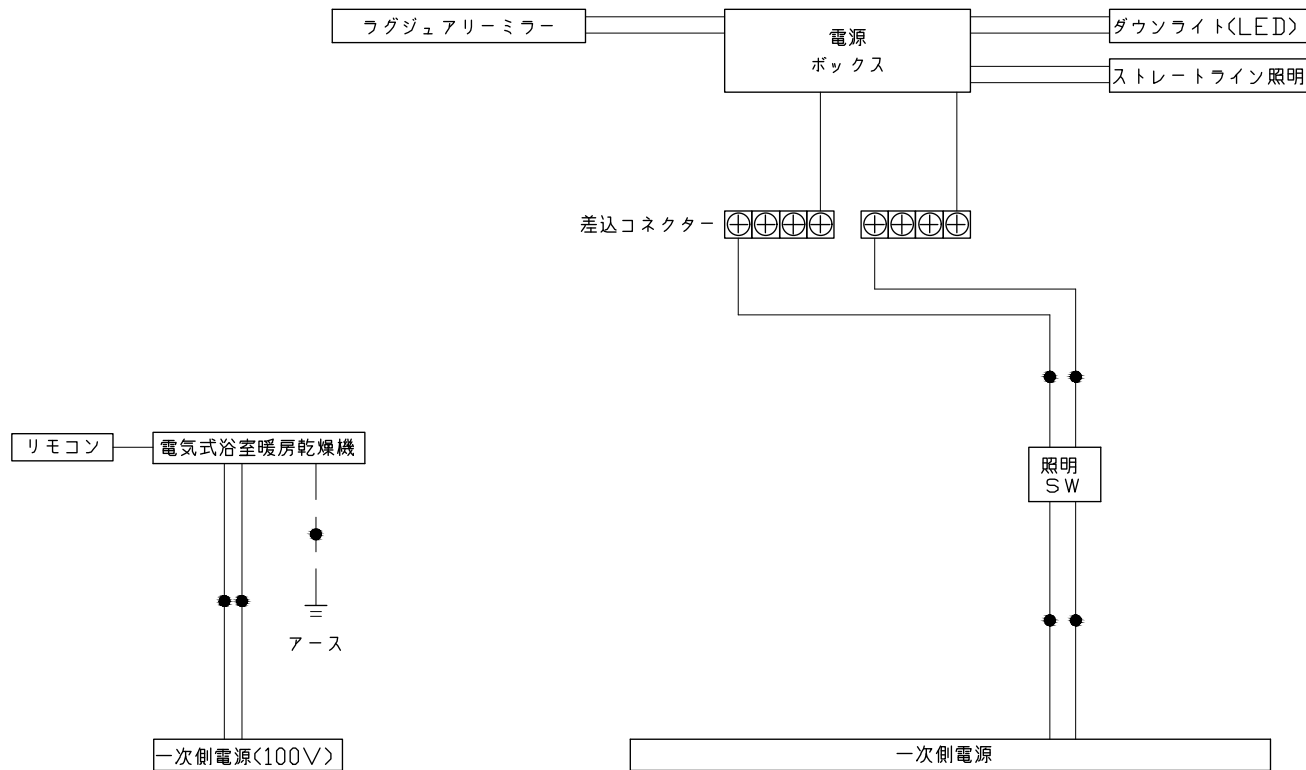 ラグジュアリーミラー
電源
ボックス
ダウンライト(LED)
ストレートライン照明
差込コネクター
リモコン
電気式浴室暖房乾燥機
照明
SW
アース
一次側電源(100V)
一次側電源